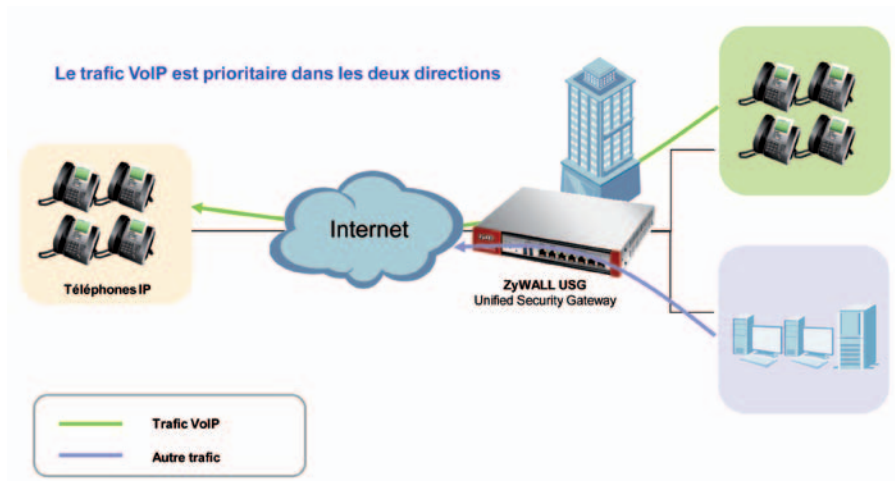 Le trafic VoIP est prioritaire dans les deux directions
Internet
Téléphones IP
ZyWALL USG
Unified Security Gateway
Trafic VoIP
Autre trafic